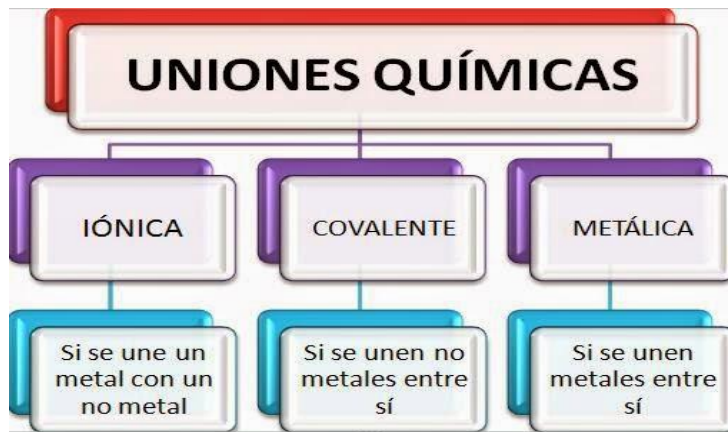 UNIONES QUÍMICAS
IÓNICA
COVALENTE
METÁLICA
Si se une un
metal con un
no metal
Si se unen no
metales entre
sí
Si se unen
metales entre
sí